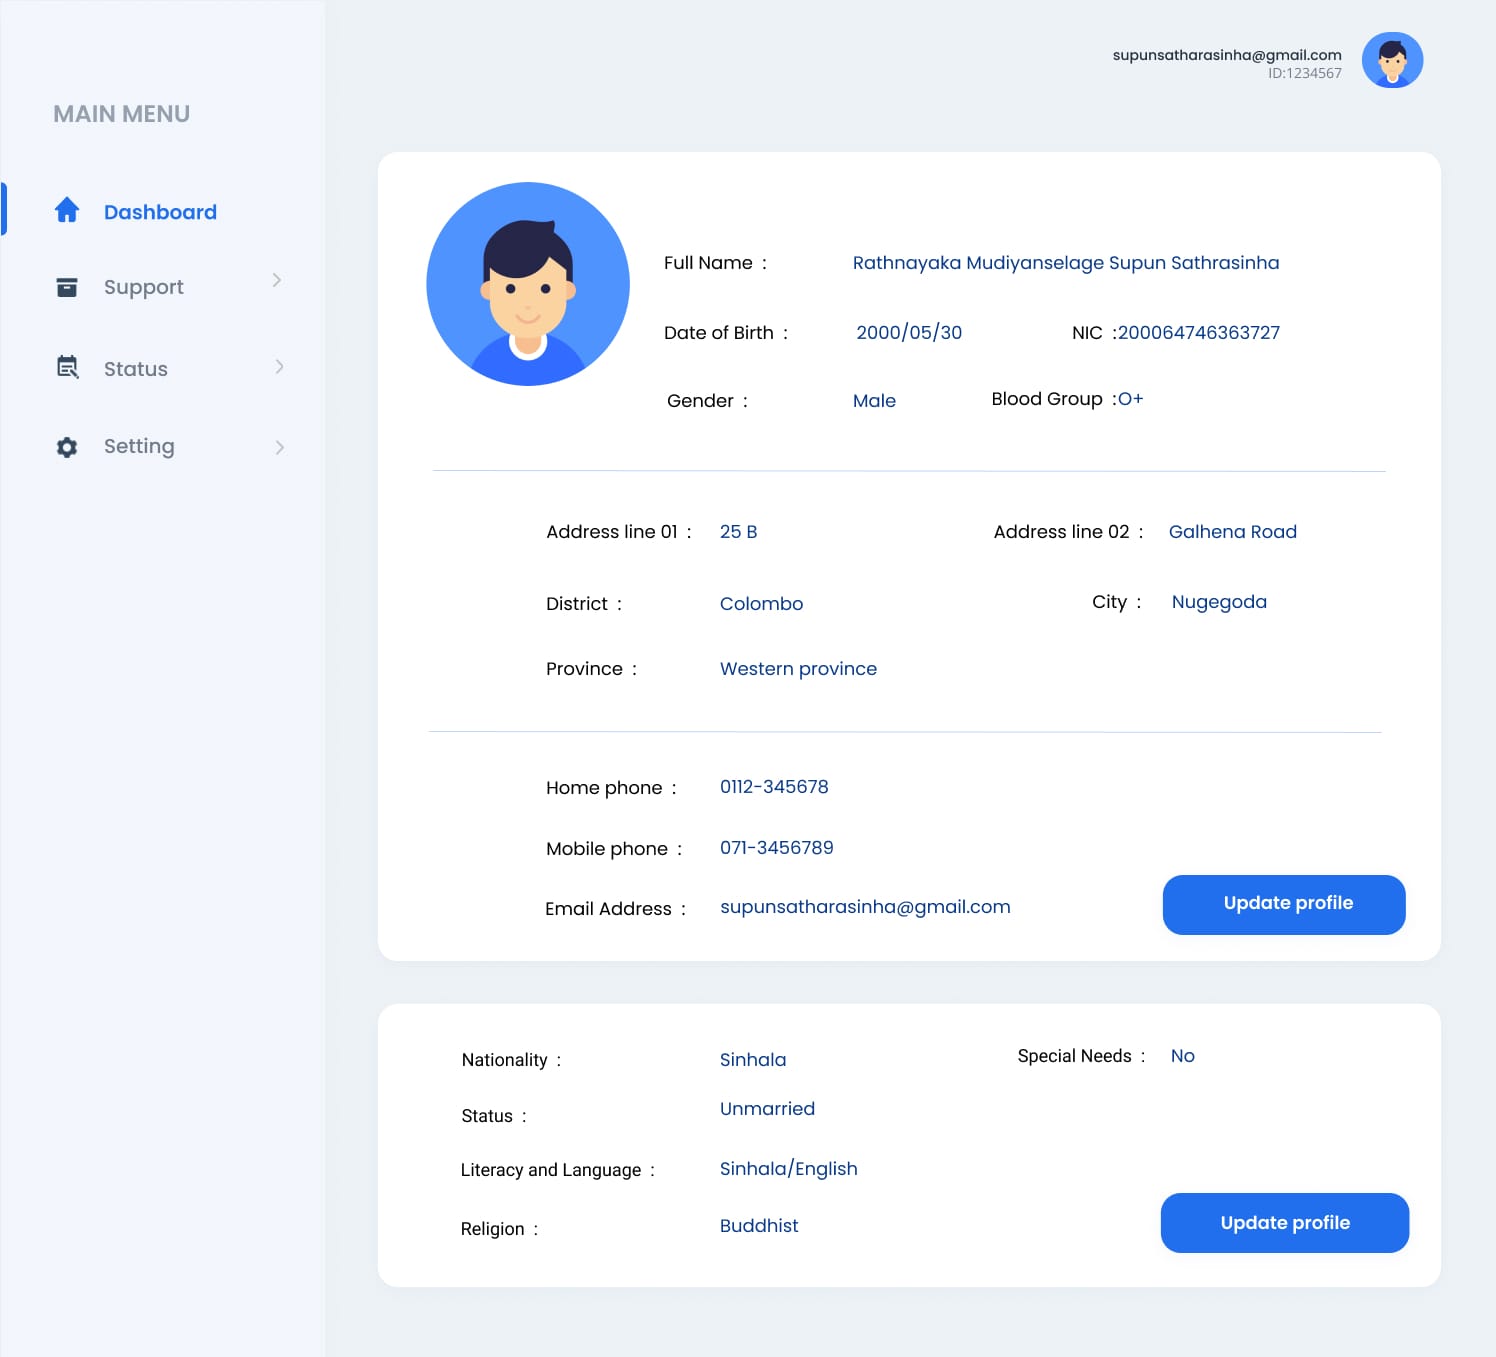 supunsatharasinha@gmail.com
ID:1234567
MAIN MENU
Dashboard
Support
Status
Setting
Full Name : Rathnayaka Mudiyanselage Supun Sathrasinha
Date of Birth : 2000/05/30 NIC :200064746363727
Gender : Male Blood Group :O+
Address line 01 : 25 B Address line 02 : Galhena Road
District : Colombo City : Nugegoda
Province : Western province
Home phone : 0112-345678
Mobile phone : 071-3456789
Email Address : supunsatharasinha@gmail.com
Update profile
Nationality : Sinhala Special Needs : No
Status : Unmarried
Literacy and Language : Sinhala/English
Religion : Buddhist
Update profile